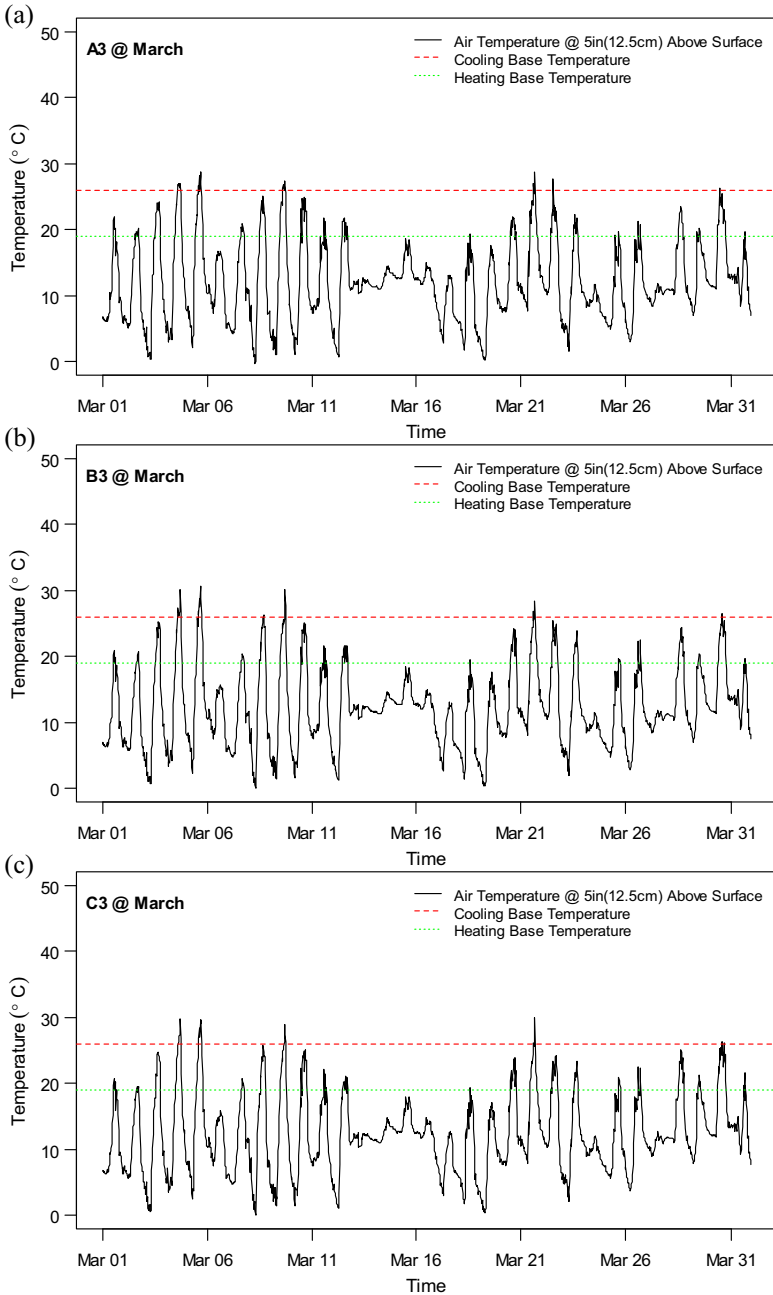 (a)
50
40
30
20
10
0
Temperature (° C)
A3 @ March
Air Temperature @ 5in(12.5cm) Above Surface
Cooling Base Temperature
Heating Base Temperature
Mar 01 Mar 06 Mar 11 Mar 16 Mar 21 Mar 26 Mar 31
Time
(b)
50
40
30
20
10
0
Temperature (° C)
B3 @ March
Air Temperature @ 5in(12.5cm) Above Surface
Cooling Base Temperature
Heating Base Temperature
Mar 01 Mar 06 Mar 11 Mar 16 Mar 21 Mar 26 Mar 31
Time
(c)
50
40
30
20
10
0
Temperature (° C)
C3 @ March
Air Temperature @ 5in(12.5cm) Above Surface
Cooling Base Temperature
Heating Base Temperature
Mar 01 Mar 06 Mar 11 Mar 16 Mar 21 Mar 26 Mar 31
Time